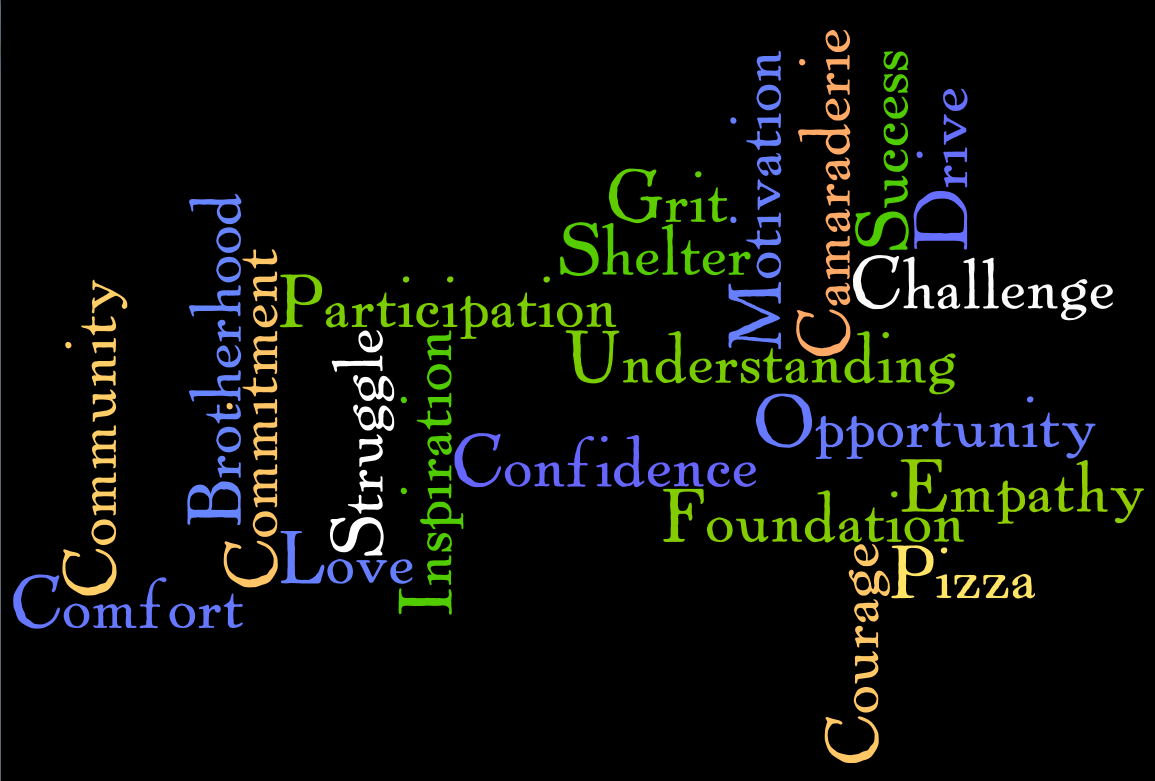 Community
Comfort
Brotherhood
Commitment
Love
Participation
Struggle
Inspiration
Confidence
Grit.
Shelter
Understanding
Motivation
Camaraderie
Success
Drive
Challenge
Opportunity
Empathy
Foundation
Courage
Pizza